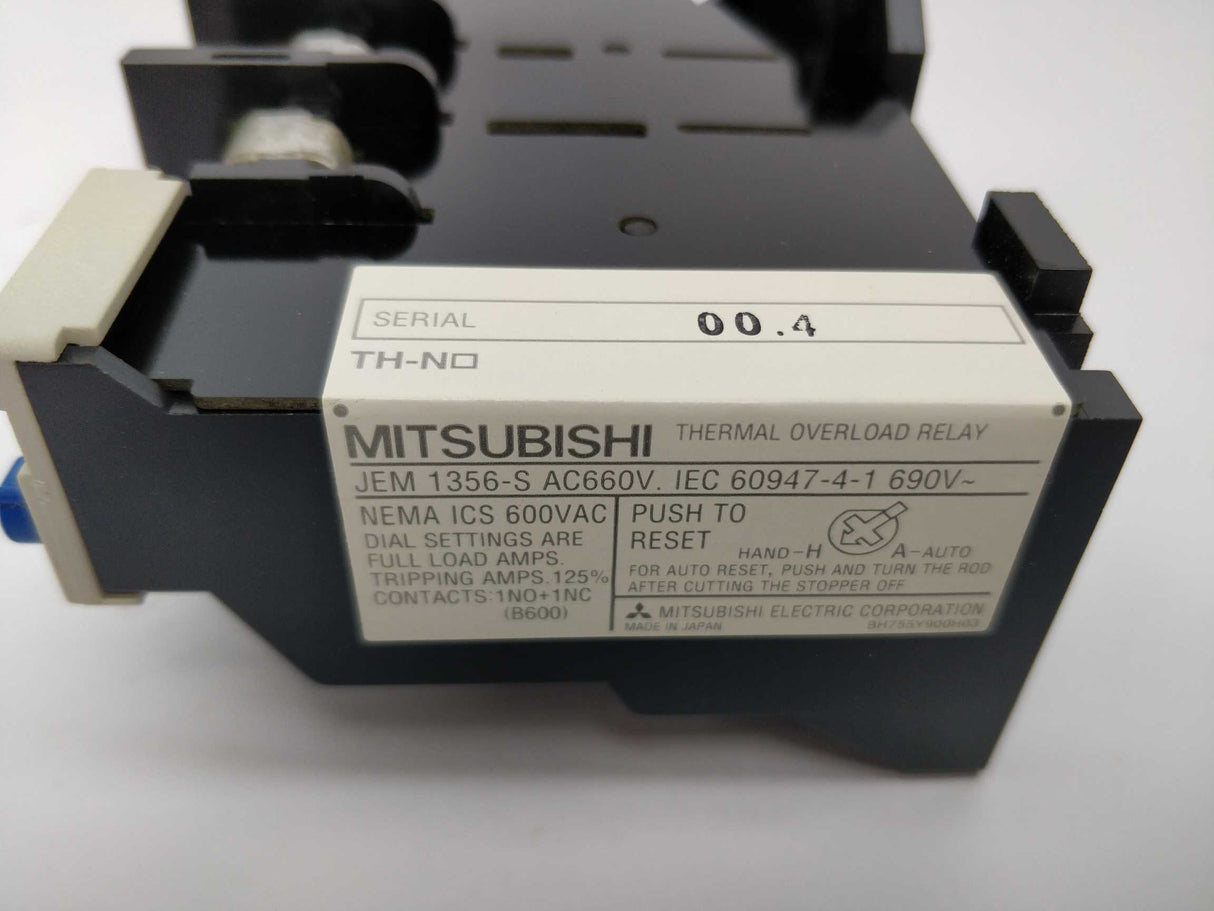 SERIAL 00.4
TH-N□
MITSUBISHI THERMAL OVERLOAD RELAY
JEM 1356-S AC660V. IEC 60947-4-1 690V~
NEMA ICS 600VAC
DIAL SETTINGS ARE
FULL LOAD AMPS.
TRIPPING AMPS.125%
CONTACTS:1NO+1NC
(B600)
PUSH TO
RESET
HAND-H A-AUTO
FOR AUTO RESET, PUSH AND TURN THE ROD
AFTER CUTTING THE STOPPER OFF
MITSUBISHI ELECTRIC CORPORATION
MADE IN JAPAN BH755Y900H03